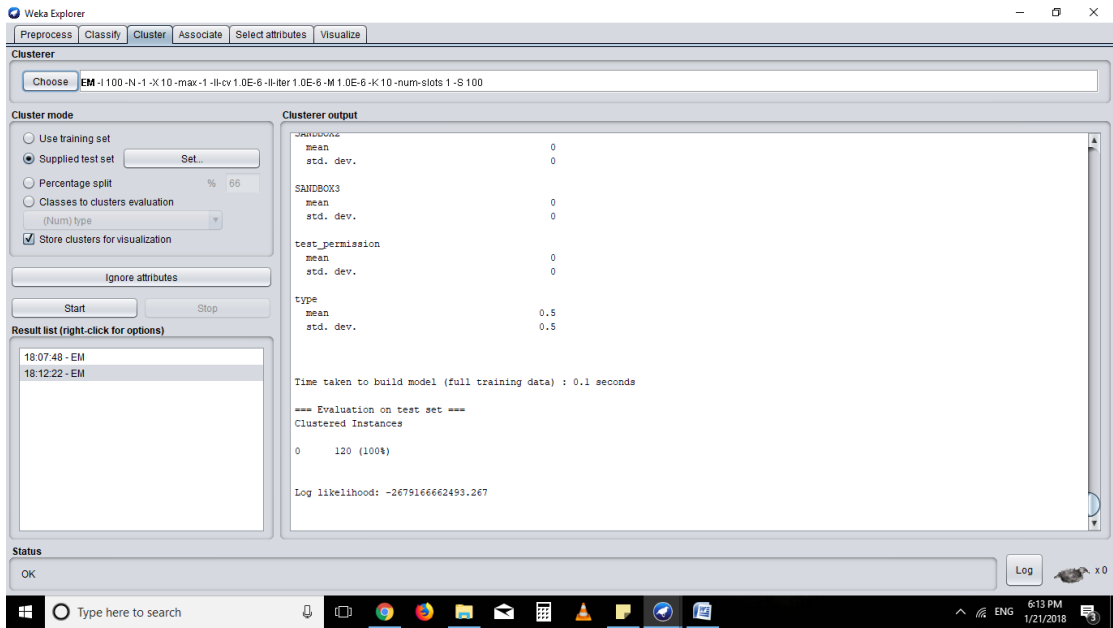 Weka Explorer
Preprocess Classify Cluster Associate Select attributes Visualize
Clusterer
Choose EM -I 100 -N -1 -X 10 -max -1 -ll-cv 1.0E-6 -ll-iter 1.0E-6 -M 1.0E-6 -K 10 -num-slots 1 -S 100
Cluster mode
Use training set
Supplied test set Set...
Percentage split % 66
Classes to clusters evaluation
(Num) type
Store clusters for visualization
Ignore attributes
Start Stop
Result list (right-click for options)
18:07:48 - EM
18:12:22 - EM
Clusterer output
SANDBOX2
mean 0
std. dev. 0
SANDBOX3
mean 0
std. dev. 0
test_permission
mean 0
std. dev. 0
type
mean 0.5
std. dev. 0.5
Time taken to build model (full training data) : 0.1 seconds
=== Evaluation on test set ===
Clustered Instances
0 120 (100%)
Log likelihood: -2679166662493.267
Status
OK
Log x 0
Type here to search
ENG
6:13 PM
1/21/2018
3